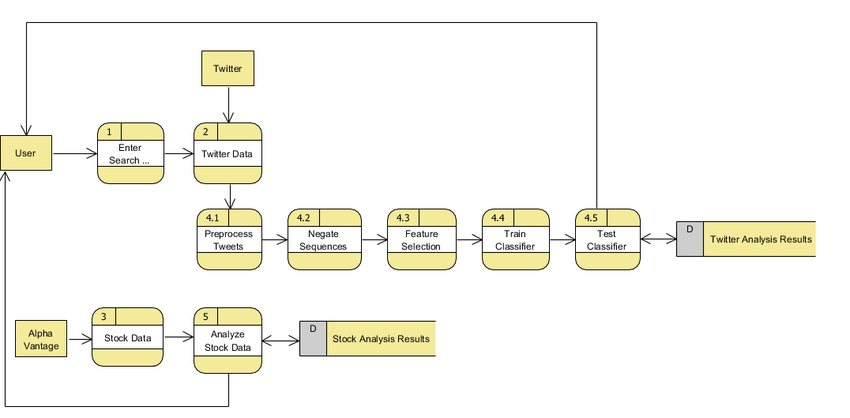 Twitter
User
1
Enter
Search ...
2
Twitter Data
4.1
Preprocess
Tweets
4.2
Negate
Sequences
4.3
Feature
Selection
4.4
Train
Classifier
4.5
Test
Classifier
D
Twitter Analysis Results
Alpha
Vantage
3
Stock Data
5
Analyze
Stock Data
D
Stock Analysis Results